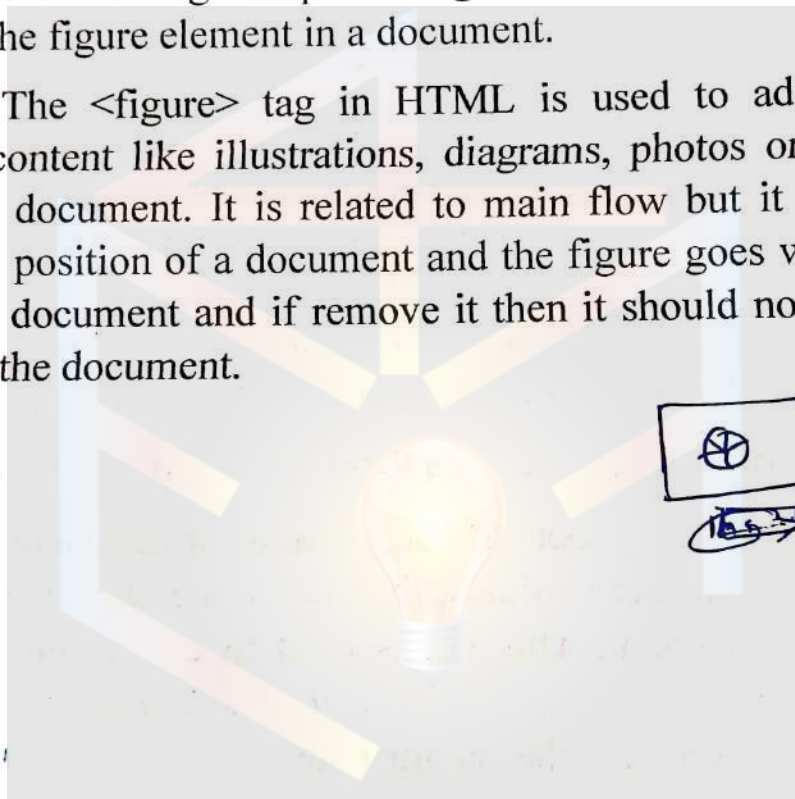 he figure element in a document.
The <figure> tag in HTML is used to ad
content like illustrations, diagrams, photos or
document. It is related to main flow but it
position of a document and the figure goes v
document and if remove it then it should no
the document.